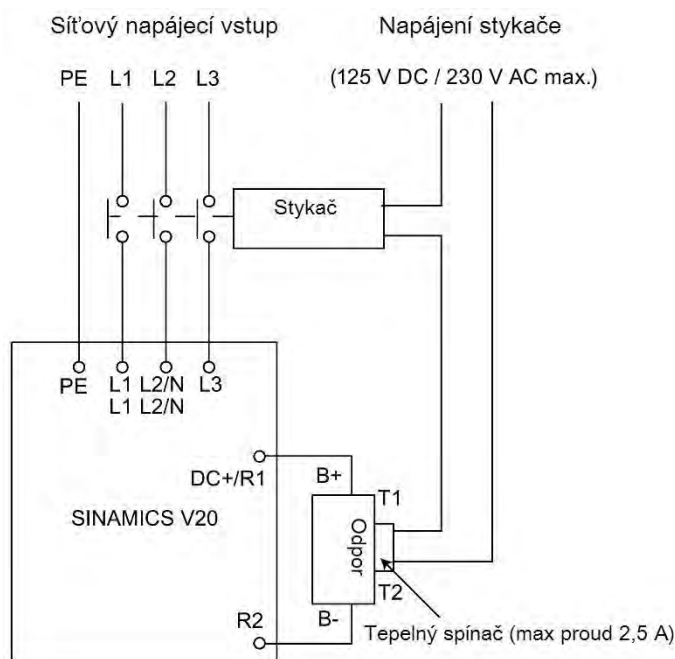 Síťový napájecí vstup
Napájení stykače
PE L1 L2 L3
(125 V DC / 230 V AC max.)
Stykač
PE L1 L2/N L3
L1 L2/N
DC+/R1
B+
T1
SINAMICS V20
Odpor
T2
R2
B-
Tepelný spínač (max proud 2,5 A)